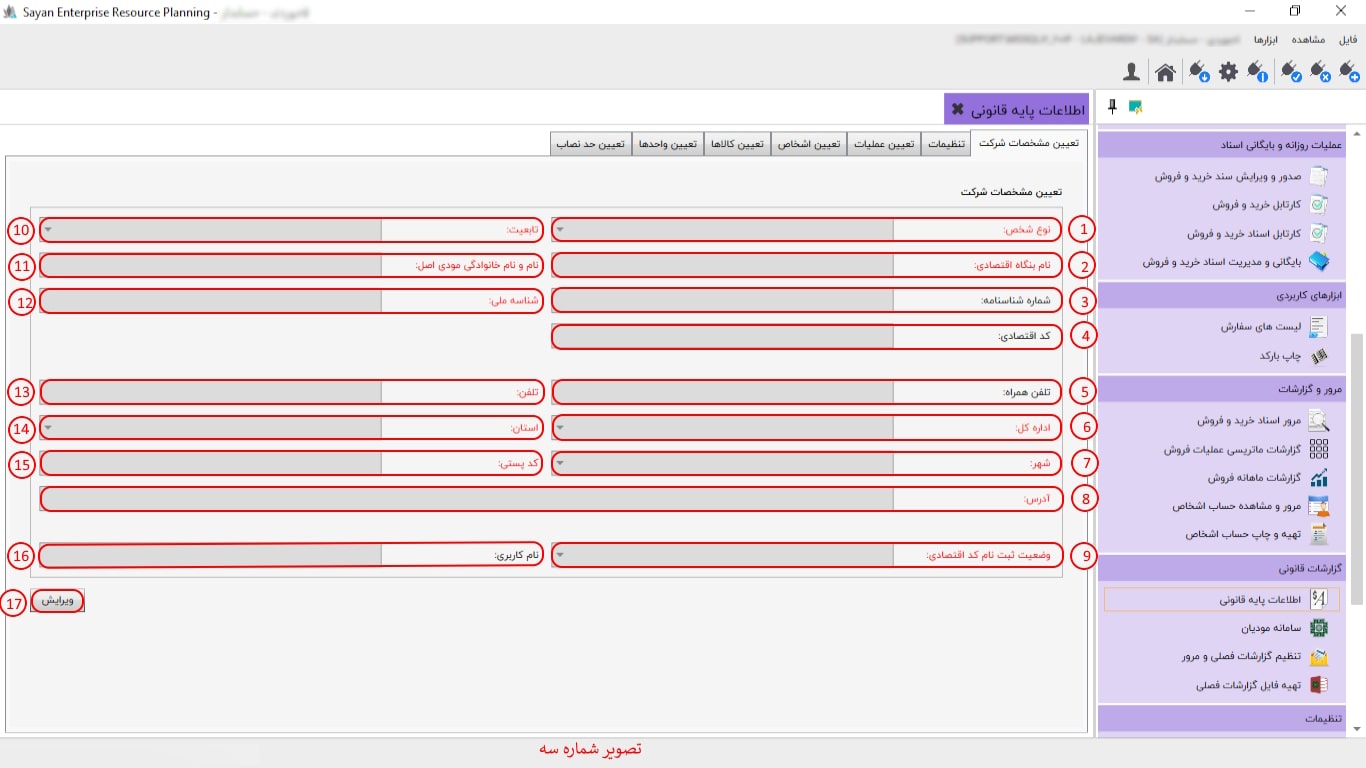 Sayan Enterprise Resource Planning -
فایل مشاهده ابزارها
اطلاعات پایه قانونی
تعیین مشخصات شرکت تنظیمات تعیین عملیات تعیین اشخاص تعیین کالاها تعیین واحدها تعیین حد نصاب
تعیین مشخصات شرکت
1 نوع شخص: تابعیت: 10
2 نام بنگاه اقتصادی: نام و نام خانوادگی مودی اصل: 11
3 شماره شناسنامه: شناسه ملی: 12
4 کد اقتصادی:
5 تلفن همراه: تلفن: 13
6 اداره کل: استان: 14
7 شهر: کد پستی: 15
8 آدرس:
9 وضعیت ثبت نام کد اقتصادی: نام کاربری: 16
ویرایش 17
عملیات روزانه و بایگانی اسناد
صدور و ویرایش سند خرید و فروش
کارتابل خرید و فروش
کارتابل اسناد خرید و فروش
بایگانی و مدیریت اسناد خرید و فروش
ابزارهای کاربردی
لیست های سفارش
چاپ بارکد
مرور و گزارشات
مرور اسناد خرید و فروش
گزارشات ماتریسی عملیات فروش
گزارشات ماهانه فروش
مرور و مشاهده حساب اشخاص
تهیه و چاپ حساب اشخاص
گزارشات قانونی
اطلاعات پایه قانونی
سامانه مودیان
تنظیم گزارشات فصلی و مرور
تهیه فایل گزارشات فصلی
تنظیمات
تصویر شماره سه